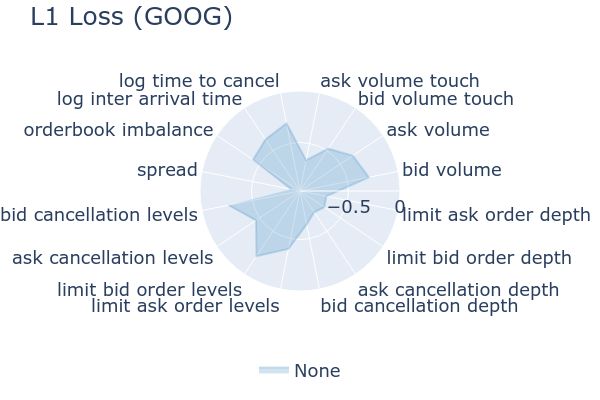 L1 Loss (GOOG)
log time to cancel
ask volume touch
log inter arrival time
bid volume touch
orderbook imbalance
ask volume
spread
bid volume
−0.5
0
bid cancellation levels
limit ask order depth
ask cancellation levels
limit bid order depth
limit bid order levels
ask cancellation depth
limit ask order levels
bid cancellation depth
None